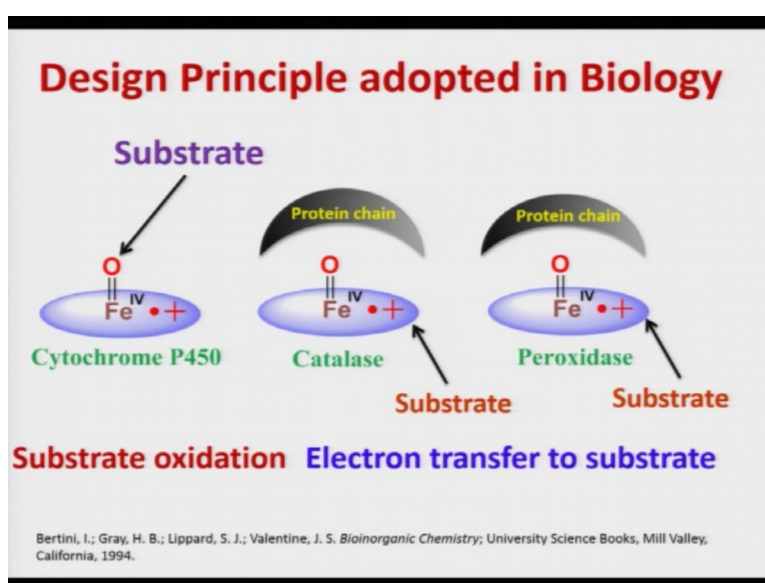 Design Principle adopted in Biology
Substrate
Protein chain
Protein chain
O
O
O
Fe IV •+
Fe IV •+
Fe IV •+
Cytochrome P450
Catalase
Peroxidase
Substrate
Substrate
Substrate oxidation
Electron transfer to substrate
Bertini, I.; Gray, H. B.; Lippard, S. J.; Valentine, J. S. Bioinorganic Chemistry; University Science Books, Mill Valley,
California, 1994.